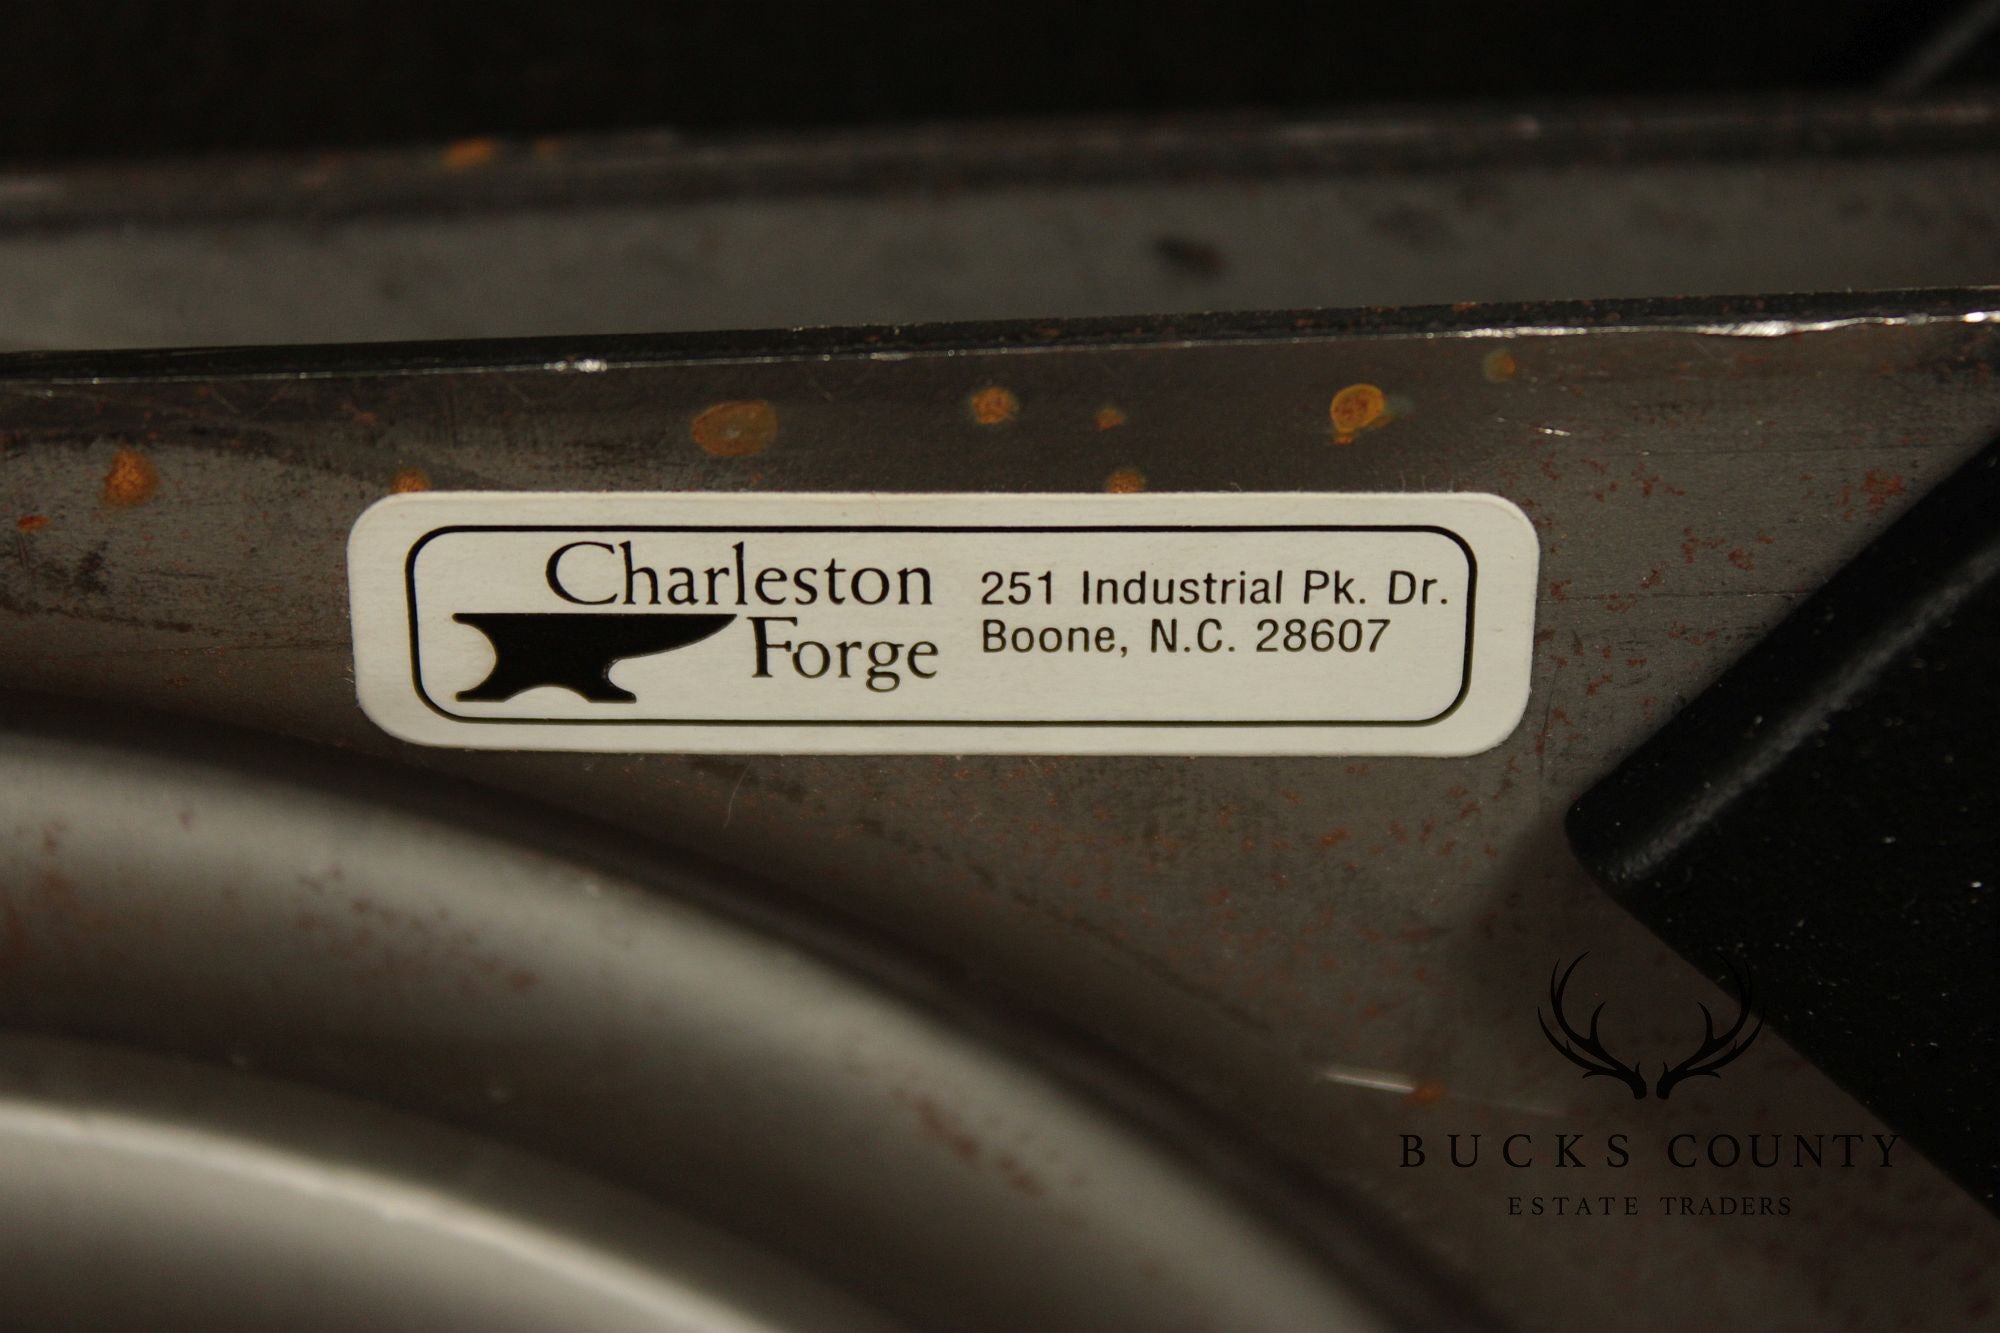 Charleston
Forge
251 Industrial Pk. Dr.
Boone, N.C. 28607
BUCKS COUNTY
ESTATE TRADERS